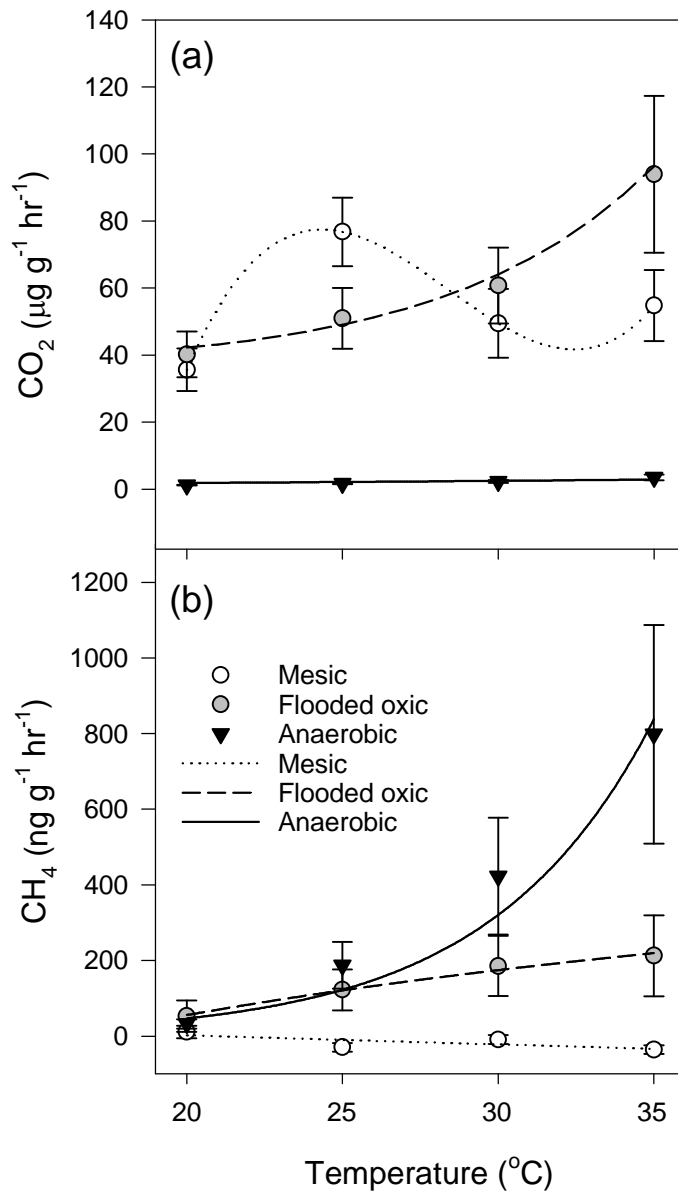 140
(a)
120
100
80
60
40
20
0
CO₂ (µg g⁻¹ hr⁻¹)
1200
(b)
1000
Mesic
Flooded oxic
Anaerobic
Mesic
Flooded oxic
Anaerobic
800
600
400
200
0
CH₄ (ng g⁻¹ hr⁻¹)
20 25 30 35
Temperature (°C)